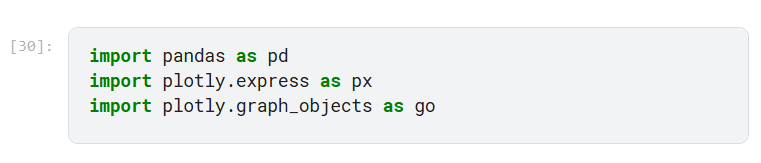 [30]:
import pandas as pd
import plotly.express as px
import plotly.graph_objects as go